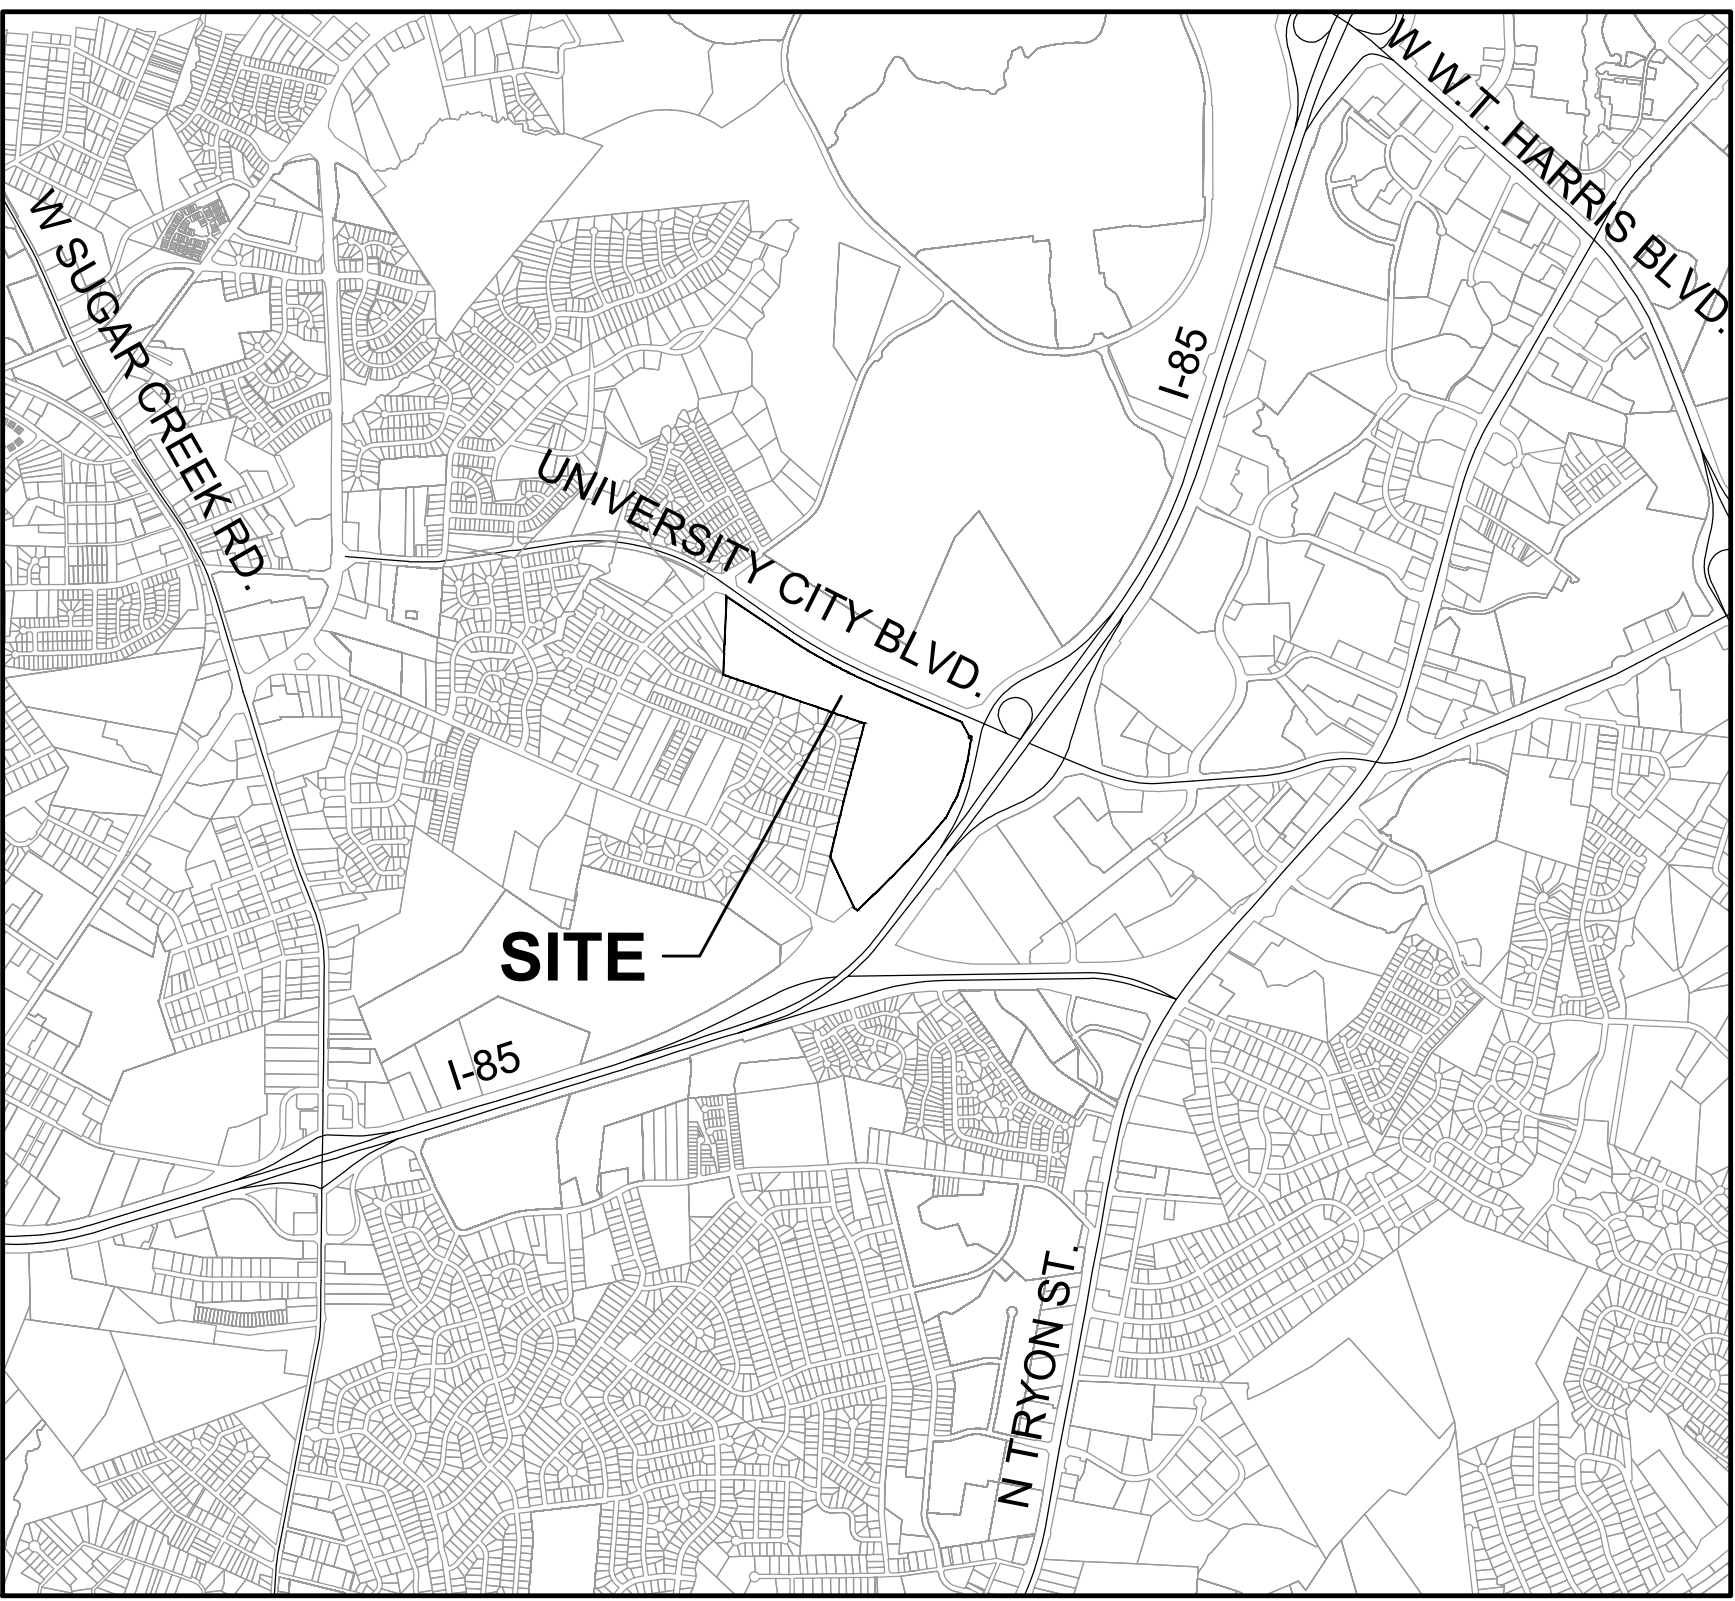 W W.T. HARRIS BLVD.
W SUGAR CREEK RD.
I-85
UNIVERSITY CITY BLVD.
SITE
I-85
N TRYON ST.